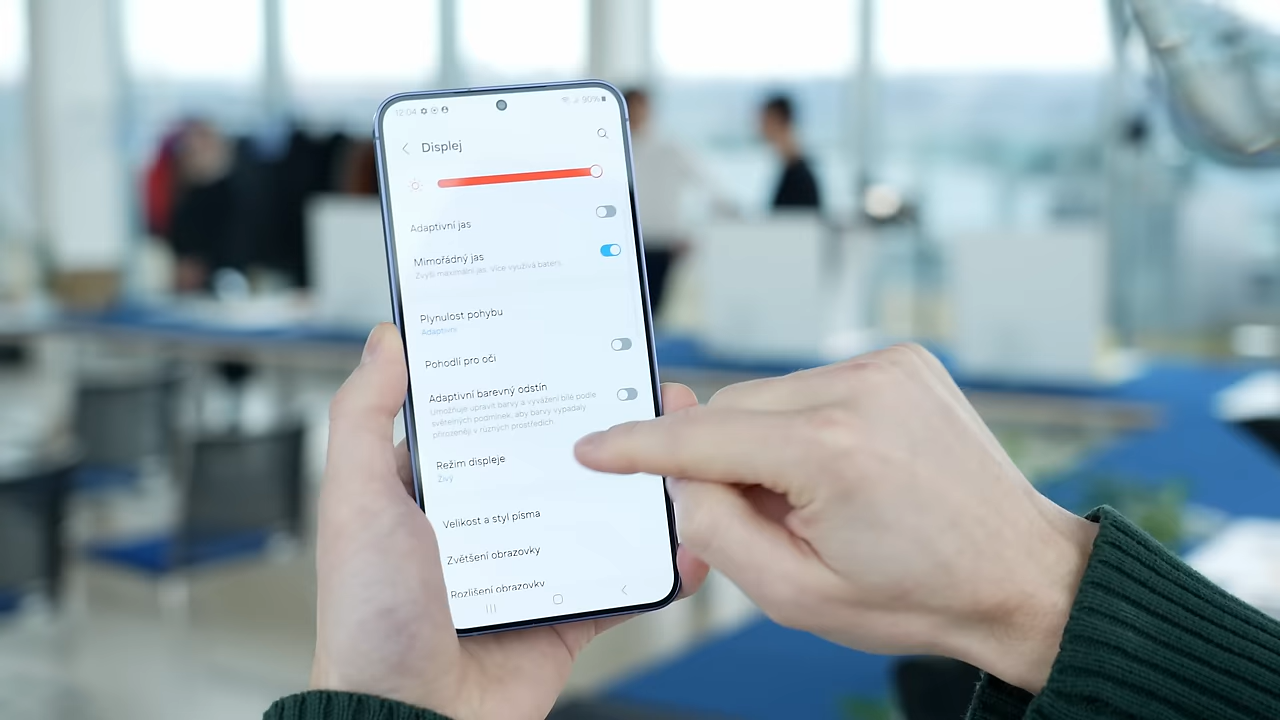 12:04
90%
Displej
Adaptivní jas
Mimořádný jas
Zvýší maximální jas. Více využívá baterii.
Plynulost pohybu
Adaptivní
Pohodlí pro oči
Adaptivní barevný odstín
Umožňuje upravit barvy a vyvážení bílé podle
světelných podmínek, aby barvy vypadaly
přirozeněji v různých prostředích.
Režim displeje
Živý
Velikost a styl písma
Zvětšení obrazovky
Rozlišení obrazovky